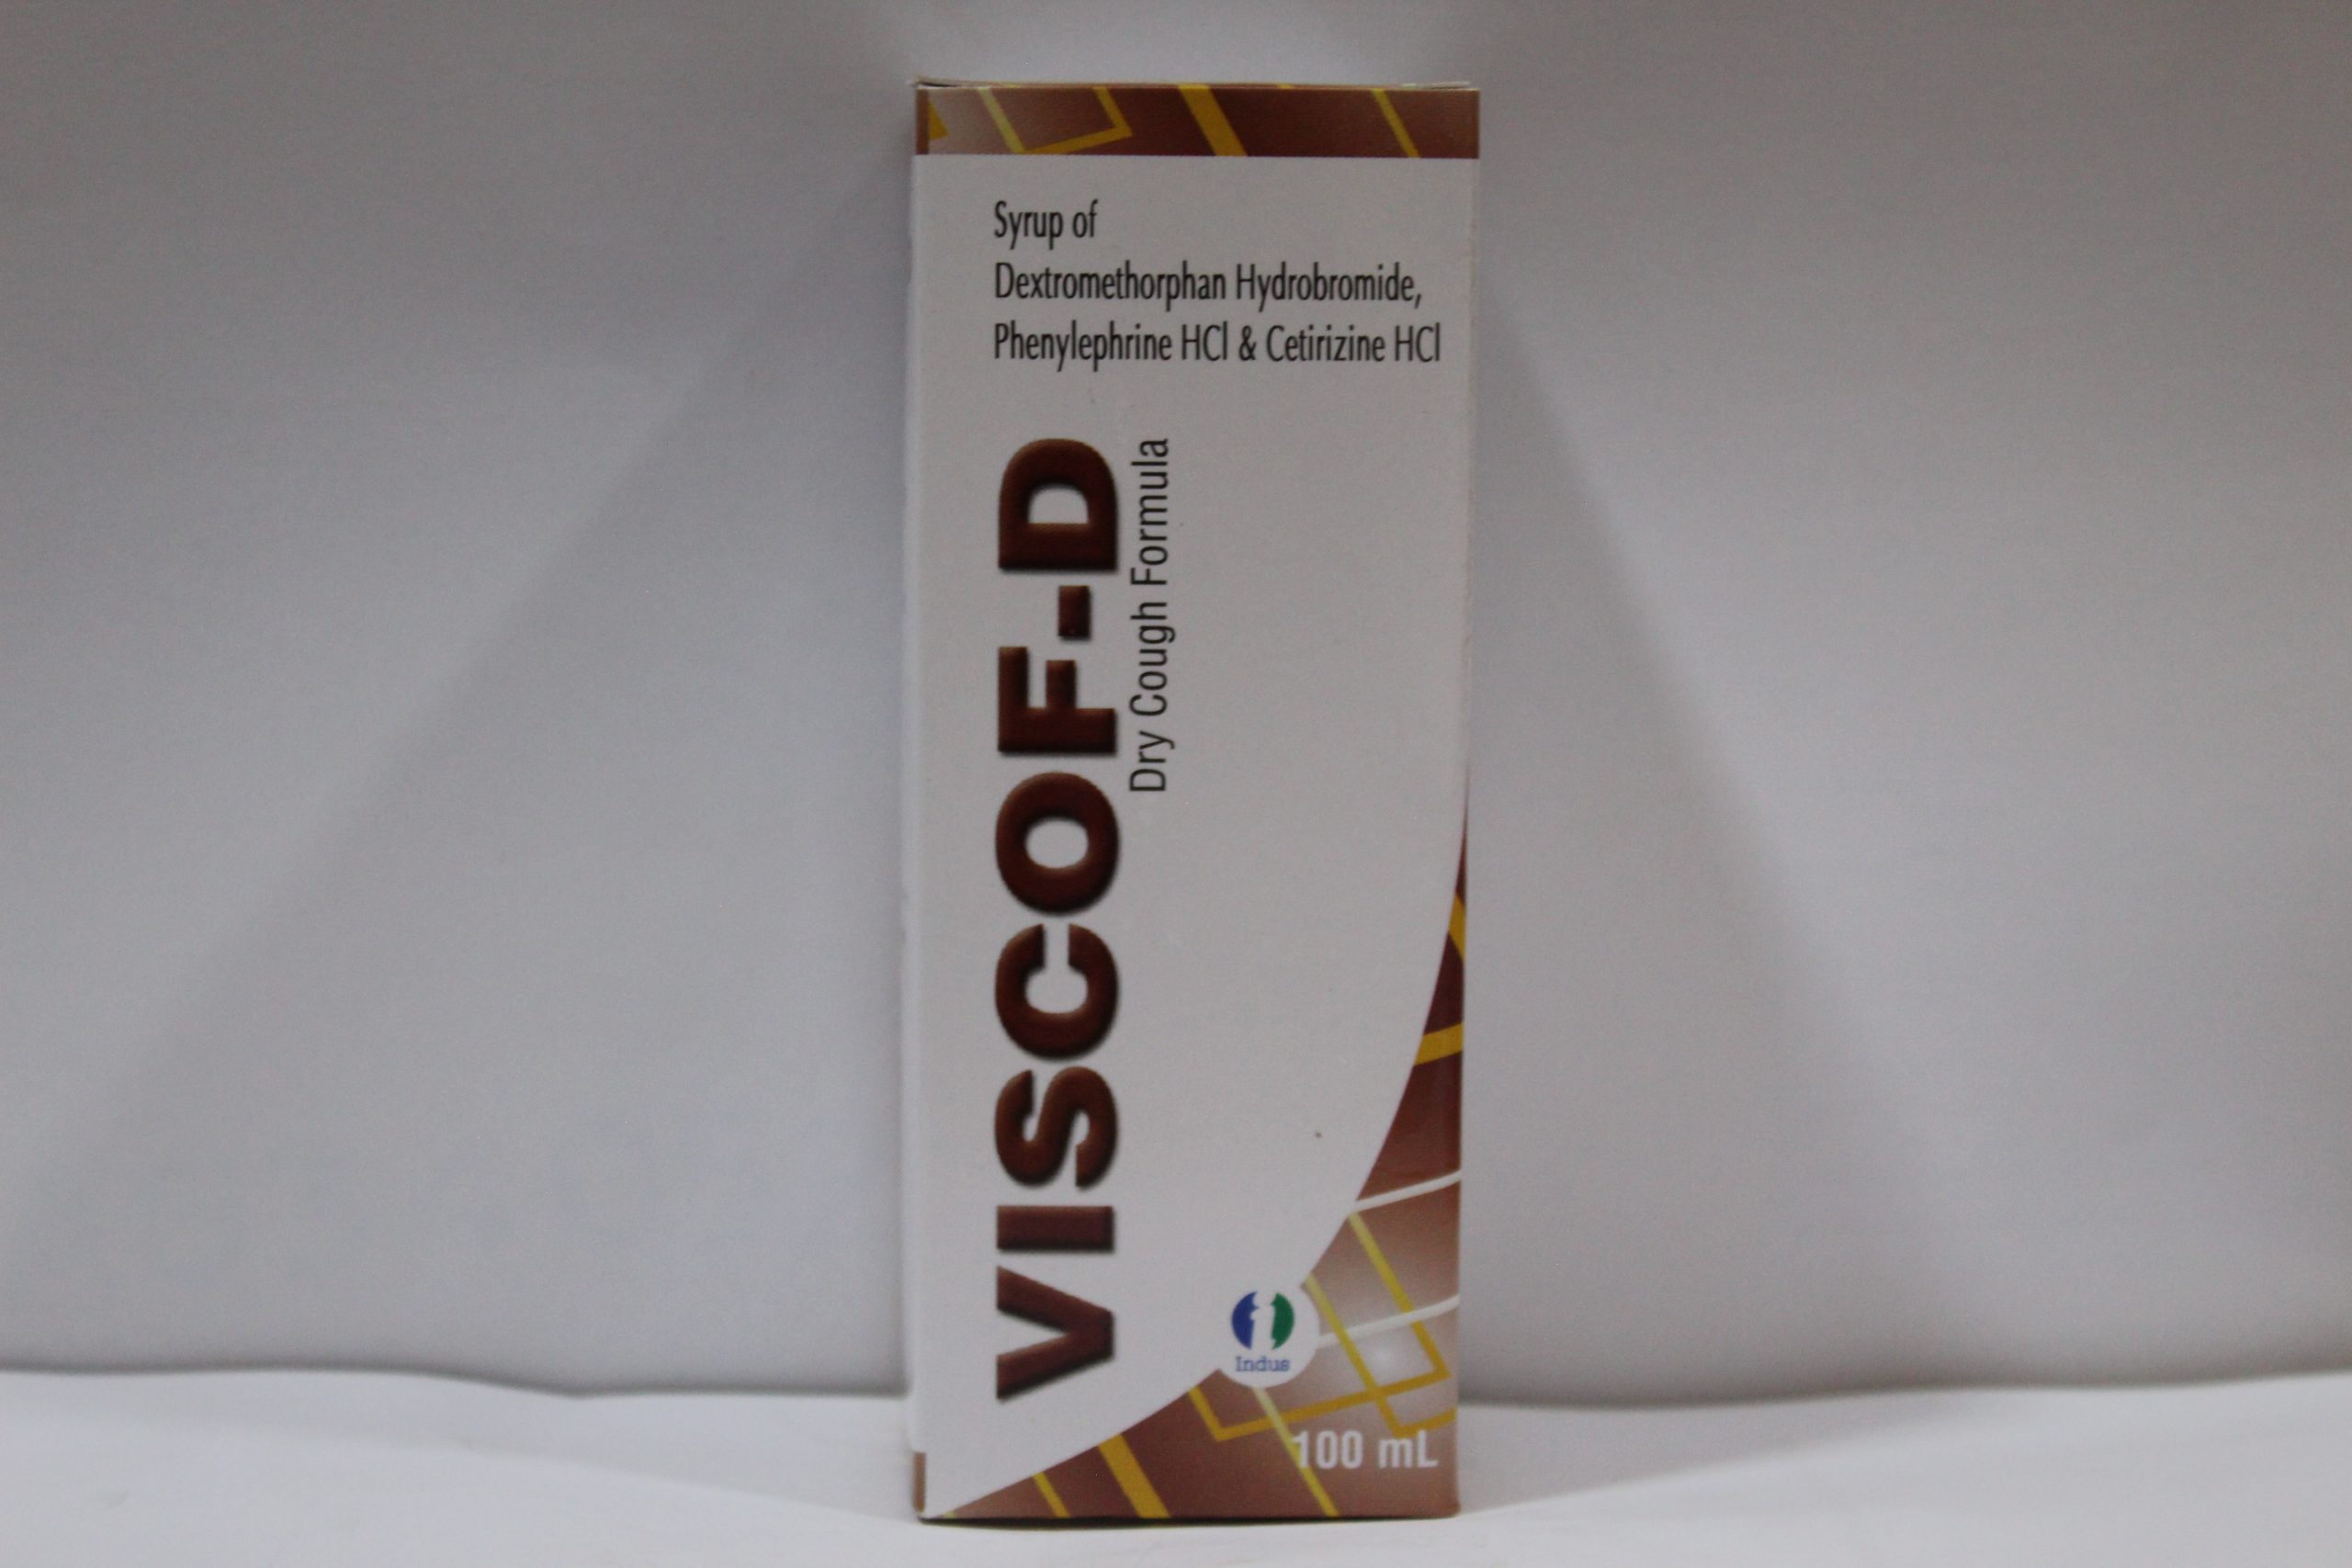 Syrup of
Dextromethorphan Hydrobromide,
Phenylephrine HCl & Cetirizine HCl
VISCOF-D
Dry Cough Formula
Indus
100 mL